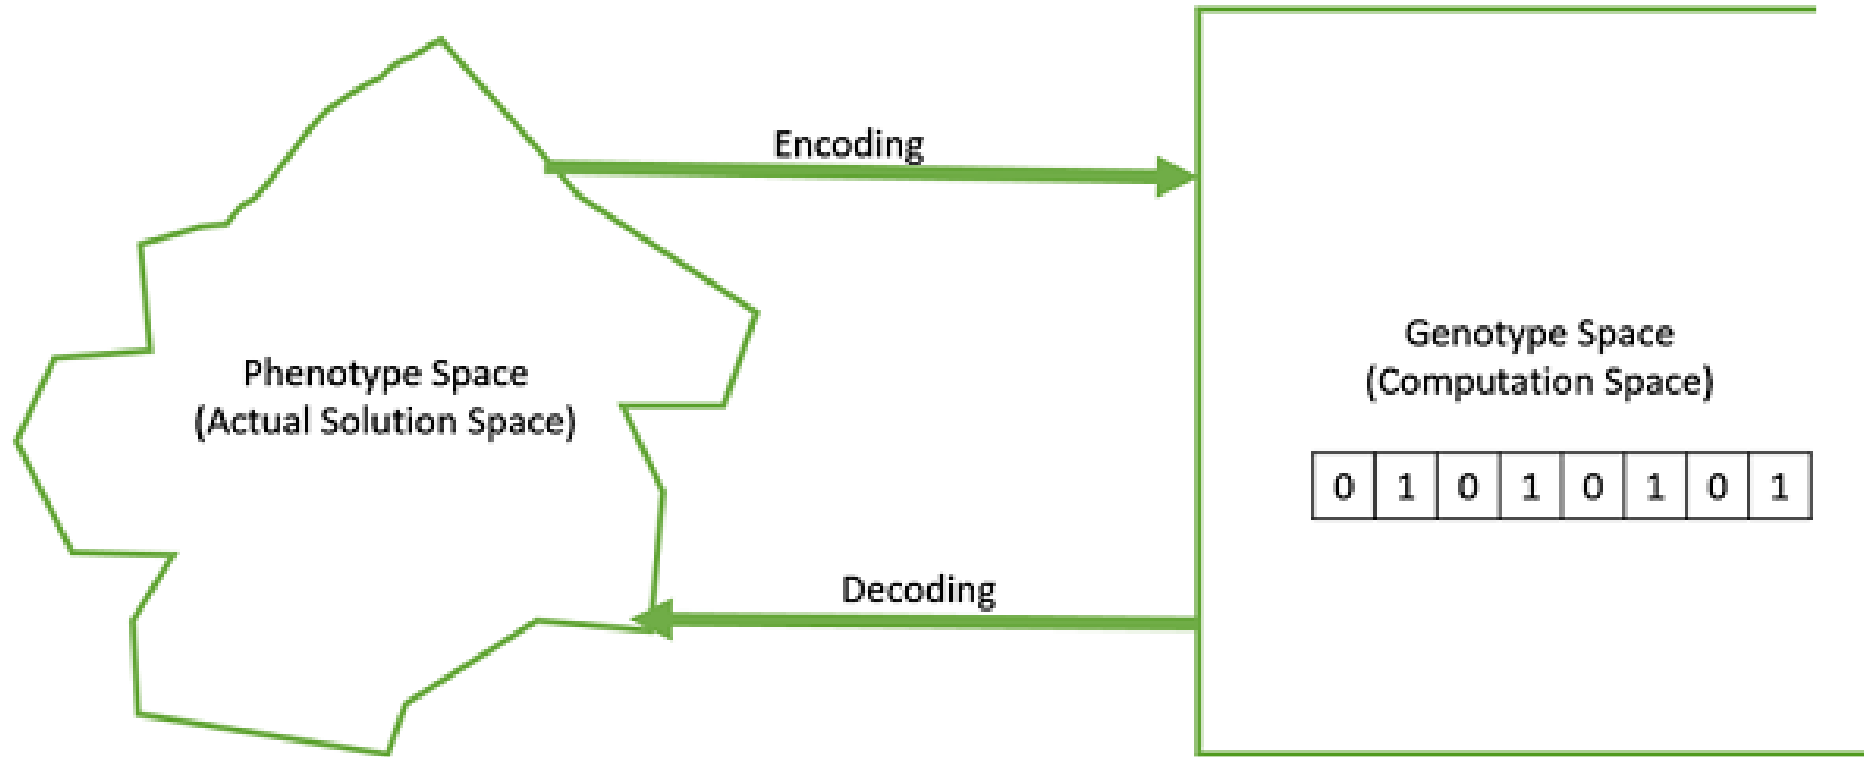 Encoding
Phenotype Space
(Actual Solution Space)
Genotype Space
(Computation Space)
0 1 0 1 0 1 0 1
Decoding